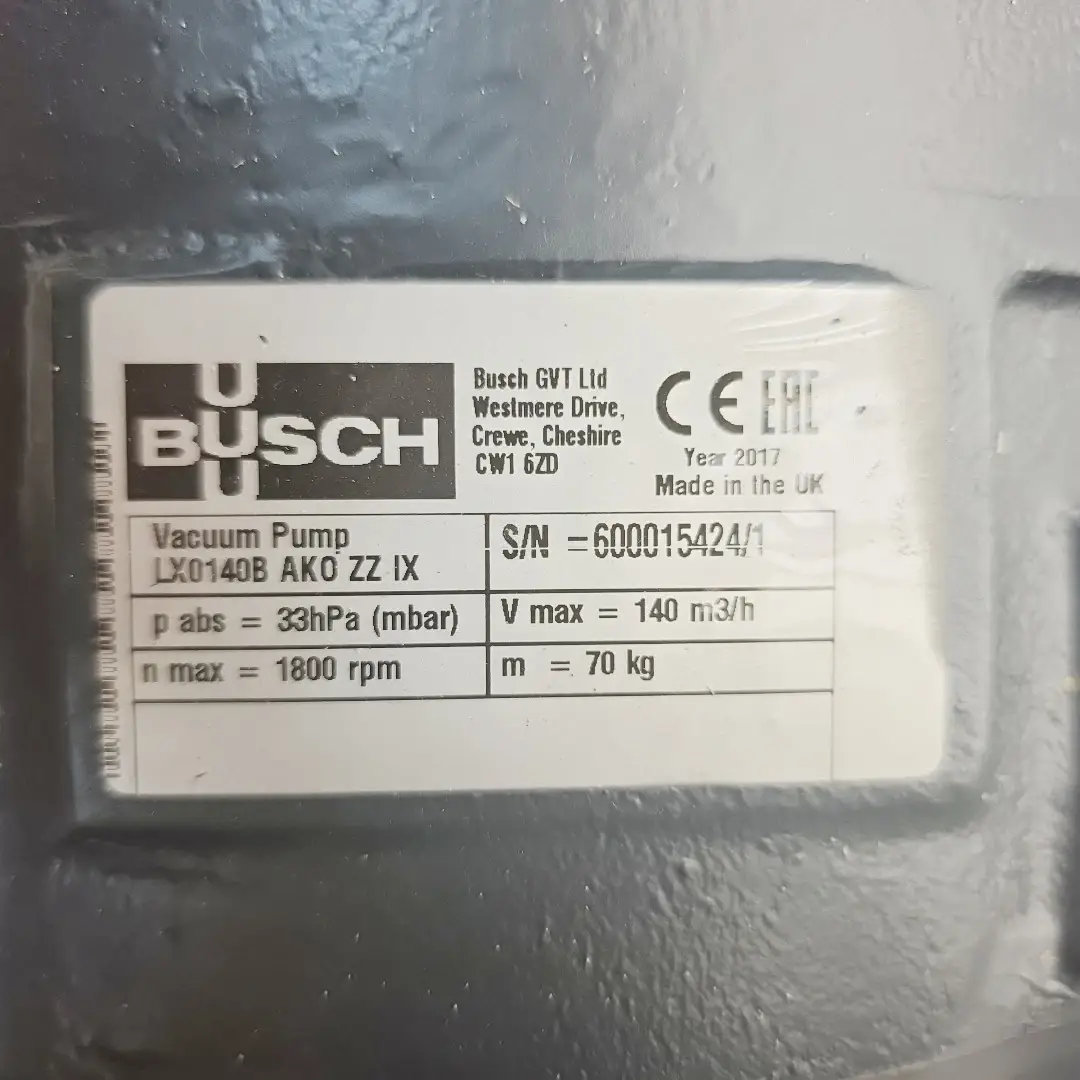 BUSCH
Busch GVT Ltd
Westmere Drive,
Crewe, Cheshire
CW1 6ZD
CE EAC
Year 2017
Made in the UK
Vacuum Pump
LX0140B AKO ZZ IX
S/N = 600015424/1
p abs = 33hPa (mbar)
V max = 140 m3/h
n max = 1800 rpm
m = 70 kg